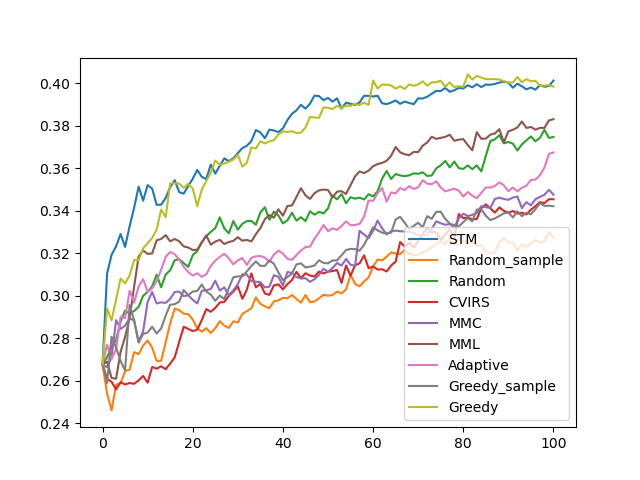 0.40
0.38
0.36
0.34
0.32
0.30
0.28
0.26
0.24
STM
Random_sample
Random
CVIRS
MMC
MML
Adaptive
Greedy_sample
Greedy
0 20 40 60 80 100